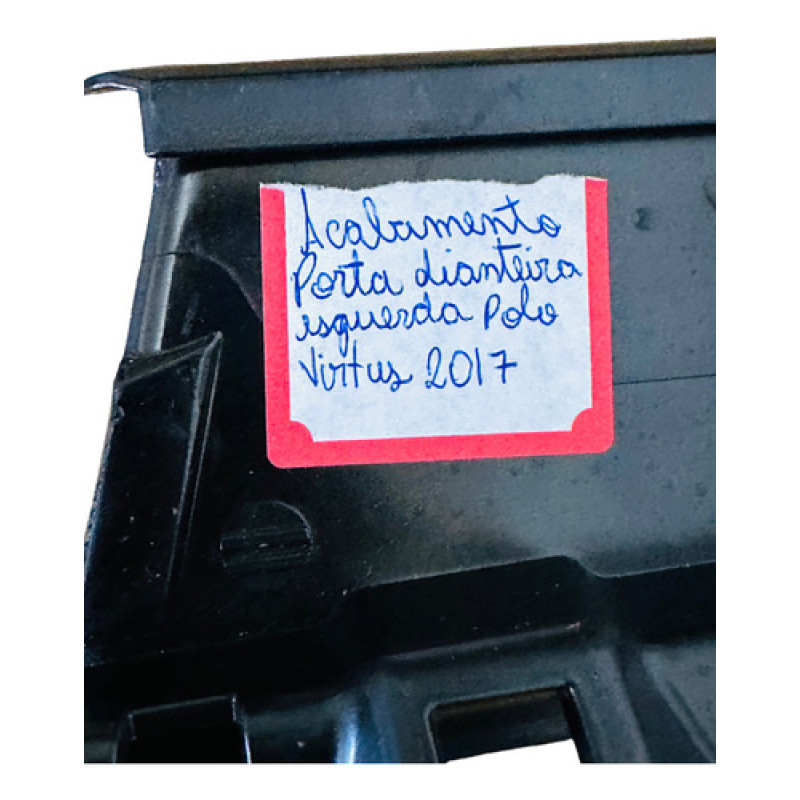 Acabamento
Porta dianteira
esquerda Polo
Virtus 2017